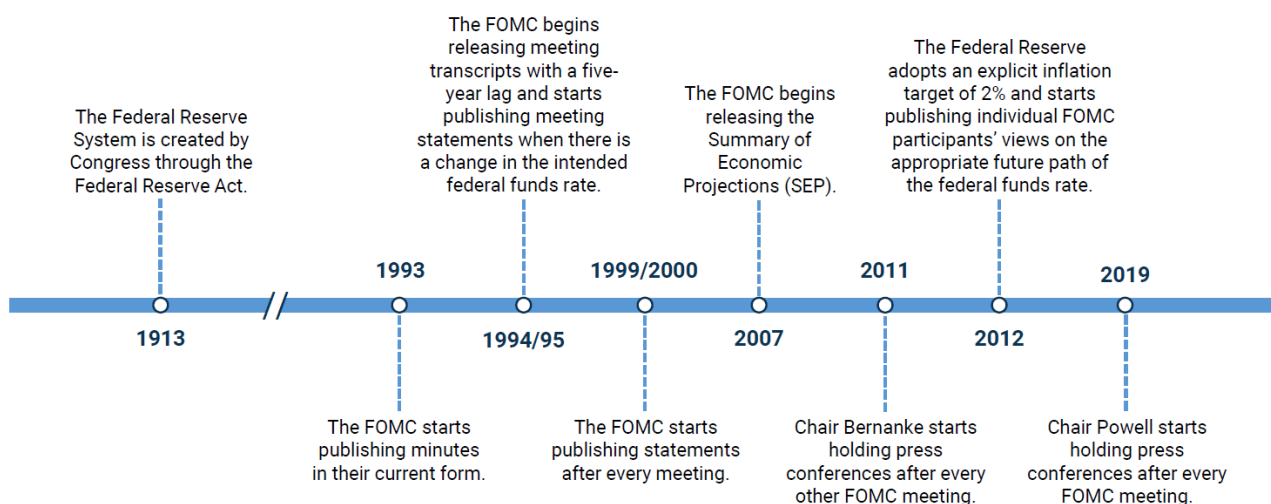 The Federal Reserve
System is created by
Congress through the
Federal Reserve Act.
1913
1993
The FOMC starts
publishing minutes
in their current form.
The FOMC begins
releasing meeting
transcripts with a five-
year lag and starts
publishing meeting
statements when there is
a change in the intended
federal funds rate.
1994/95
1999/2000
The FOMC starts
publishing statements
after every meeting.
The FOMC begins
releasing the
Summary of
Economic
Projections (SEP).
2007
2011
Chair Bernanke starts
holding press
conferences after every
other FOMC meeting.
The Federal Reserve
adopts an explicit inflation
target of 2% and starts
publishing individual FOMC
participants’ views on the
appropriate future path of
the federal funds rate.
2012
2019
Chair Powell starts
holding press
conferences after every
FOMC meeting.